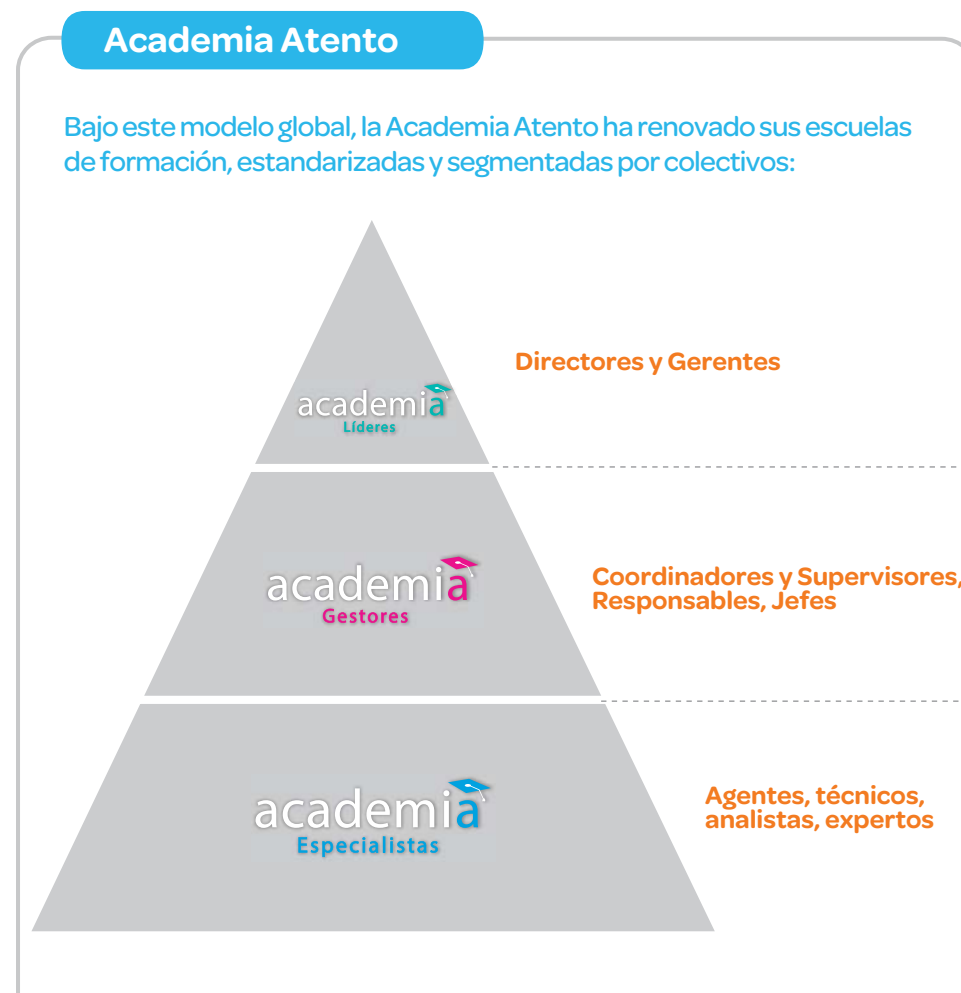 Academia Atento
Bajo este modelo global, la Academia Atento ha renovado sus escuelas
de formación, estandarizadas y segmentadas por colectivos:
Directores y Gerentes
academia
Líderes
academia
Gestores
Coordinadores y Supervisores,
Responsables, Jefes
academia
Especialistas
Agentes, técnicos,
analistas, expertos